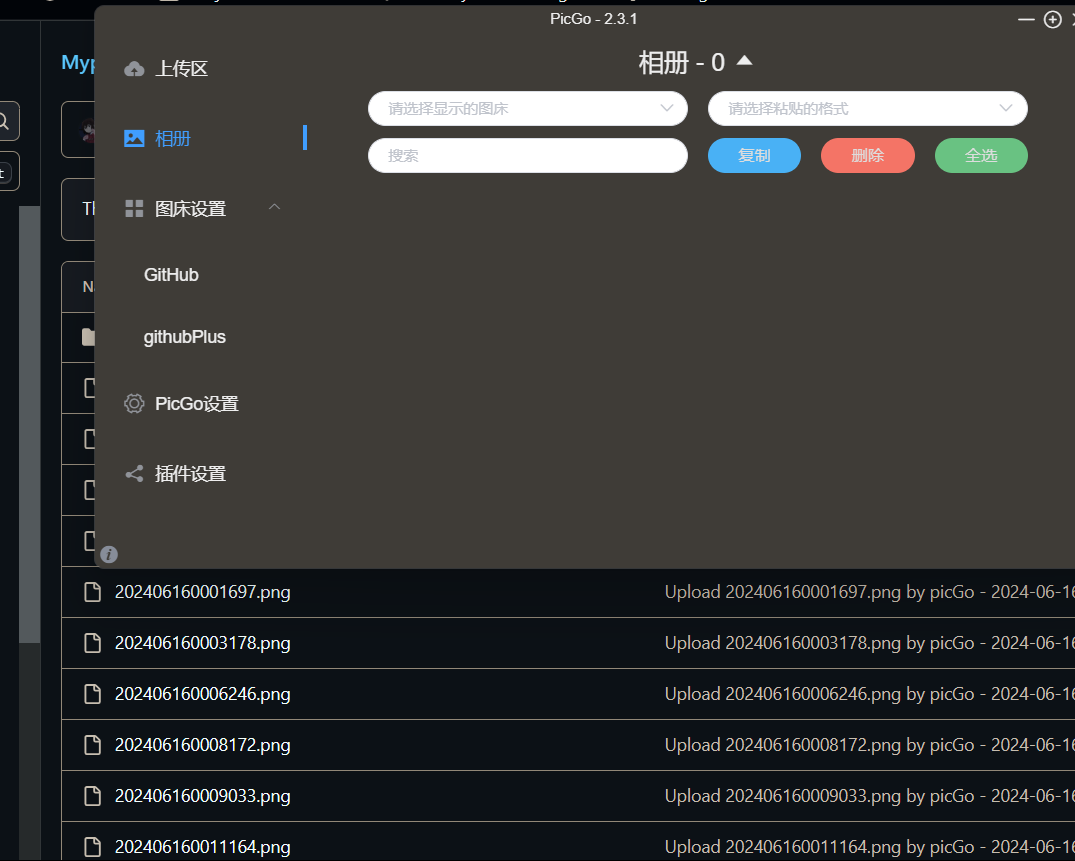 PicGo - 2.3.1
上传区
相册
图床设置
GitHub
githubPlus
PicGo设置
插件设置
相册 - 0
请选择显示的图床
请选择粘贴的格式
搜索
复制
删除
全选
202406160001697.png Upload 202406160001697.png by picGo - 2024-06-16
202406160003178.png Upload 202406160003178.png by picGo - 2024-06-16
202406160006246.png Upload 202406160006246.png by picGo - 2024-06-16
202406160008172.png Upload 202406160008172.png by picGo - 2024-06-16
202406160009033.png Upload 202406160009033.png by picGo - 2024-06-16
202406160011164.png Upload 202406160011164.png by picGo - 2024-06-16